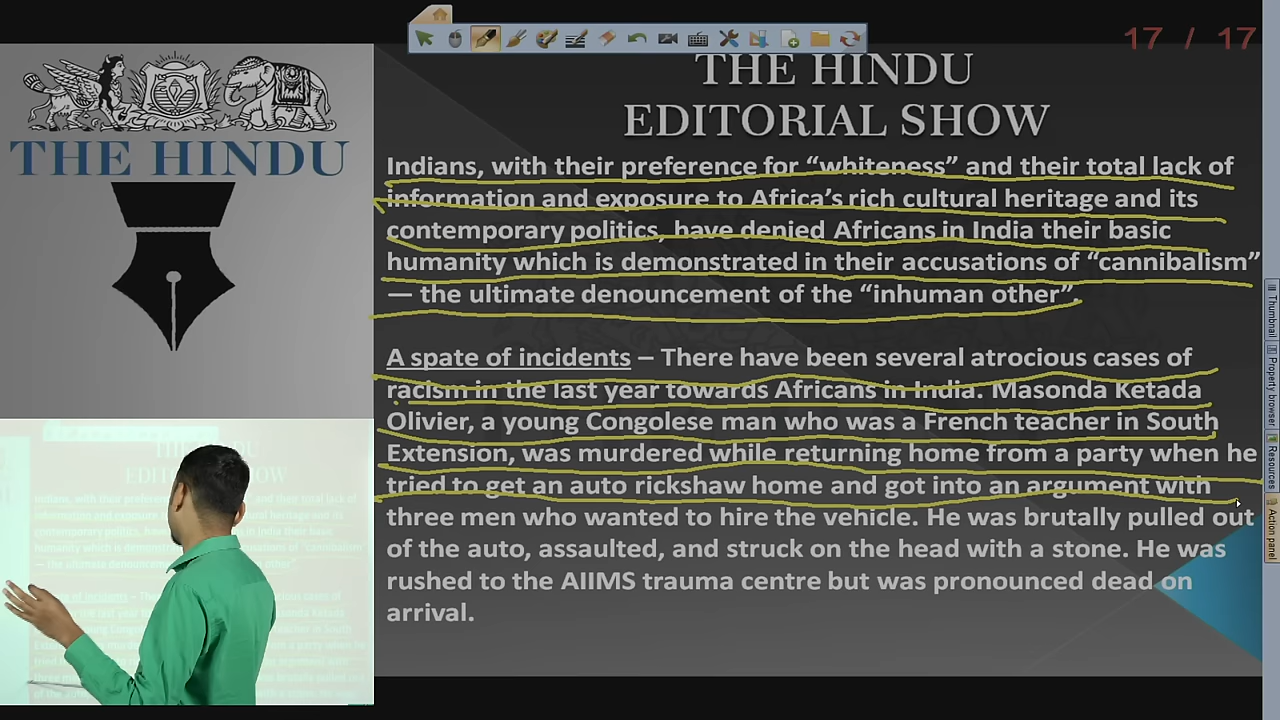 17 / 17
THE HINDU
EDITORIAL SHOW
THE HINDU
Indians, with their preference for “whiteness” and their total lack of
information and exposure to Africa’s rich cultural heritage and its
contemporary politics, have denied Africans in India their basic
humanity which is demonstrated in their accusations of “cannibalism”
— the ultimate denouncement of the “inhuman other”.
A spate of incidents – There have been several atrocious cases of
racism in the last year towards Africans in India. Masonda Ketada
Olivier, a young Congolese man who was a French teacher in South
Extension, was murdered while returning home from a party when he
tried to get an auto rickshaw home and got into an argument with
three men who wanted to hire the vehicle. He was brutally pulled out
of the auto, assaulted, and struck on the head with a stone. He was
rushed to the AIIMS trauma centre but was pronounced dead on
arrival.
Thumbnail
Property browser
Resources
Action panel